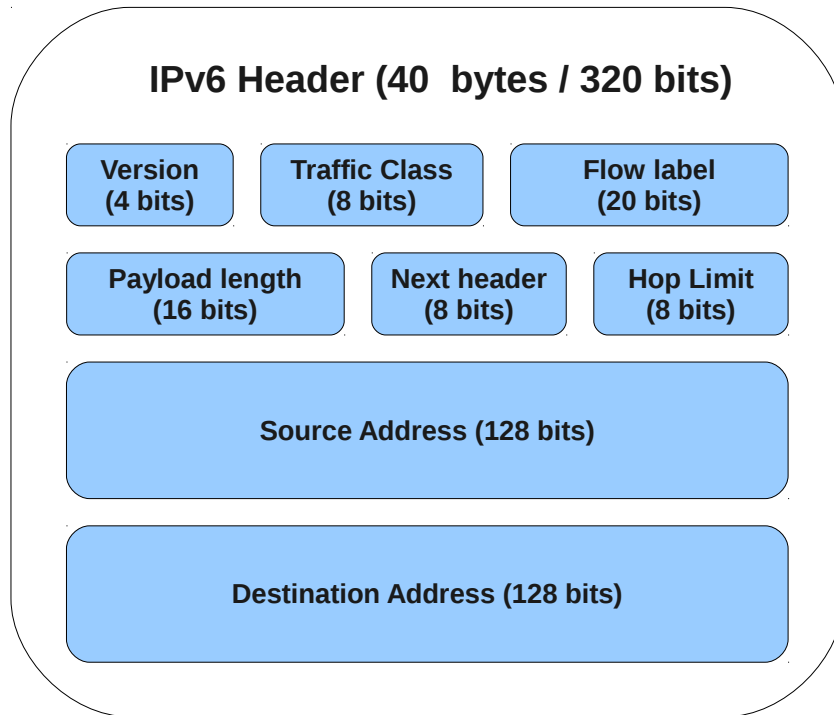 IPv6 Header (40  bytes / 320 bits)
Version
(4 bits)
Traffic Class
(8 bits)
Flow label
(20 bits)
Payload length
(16 bits)
Next header
(8 bits)
Hop Limit
(8 bits)
Source Address (128 bits)
Destination Address (128 bits)